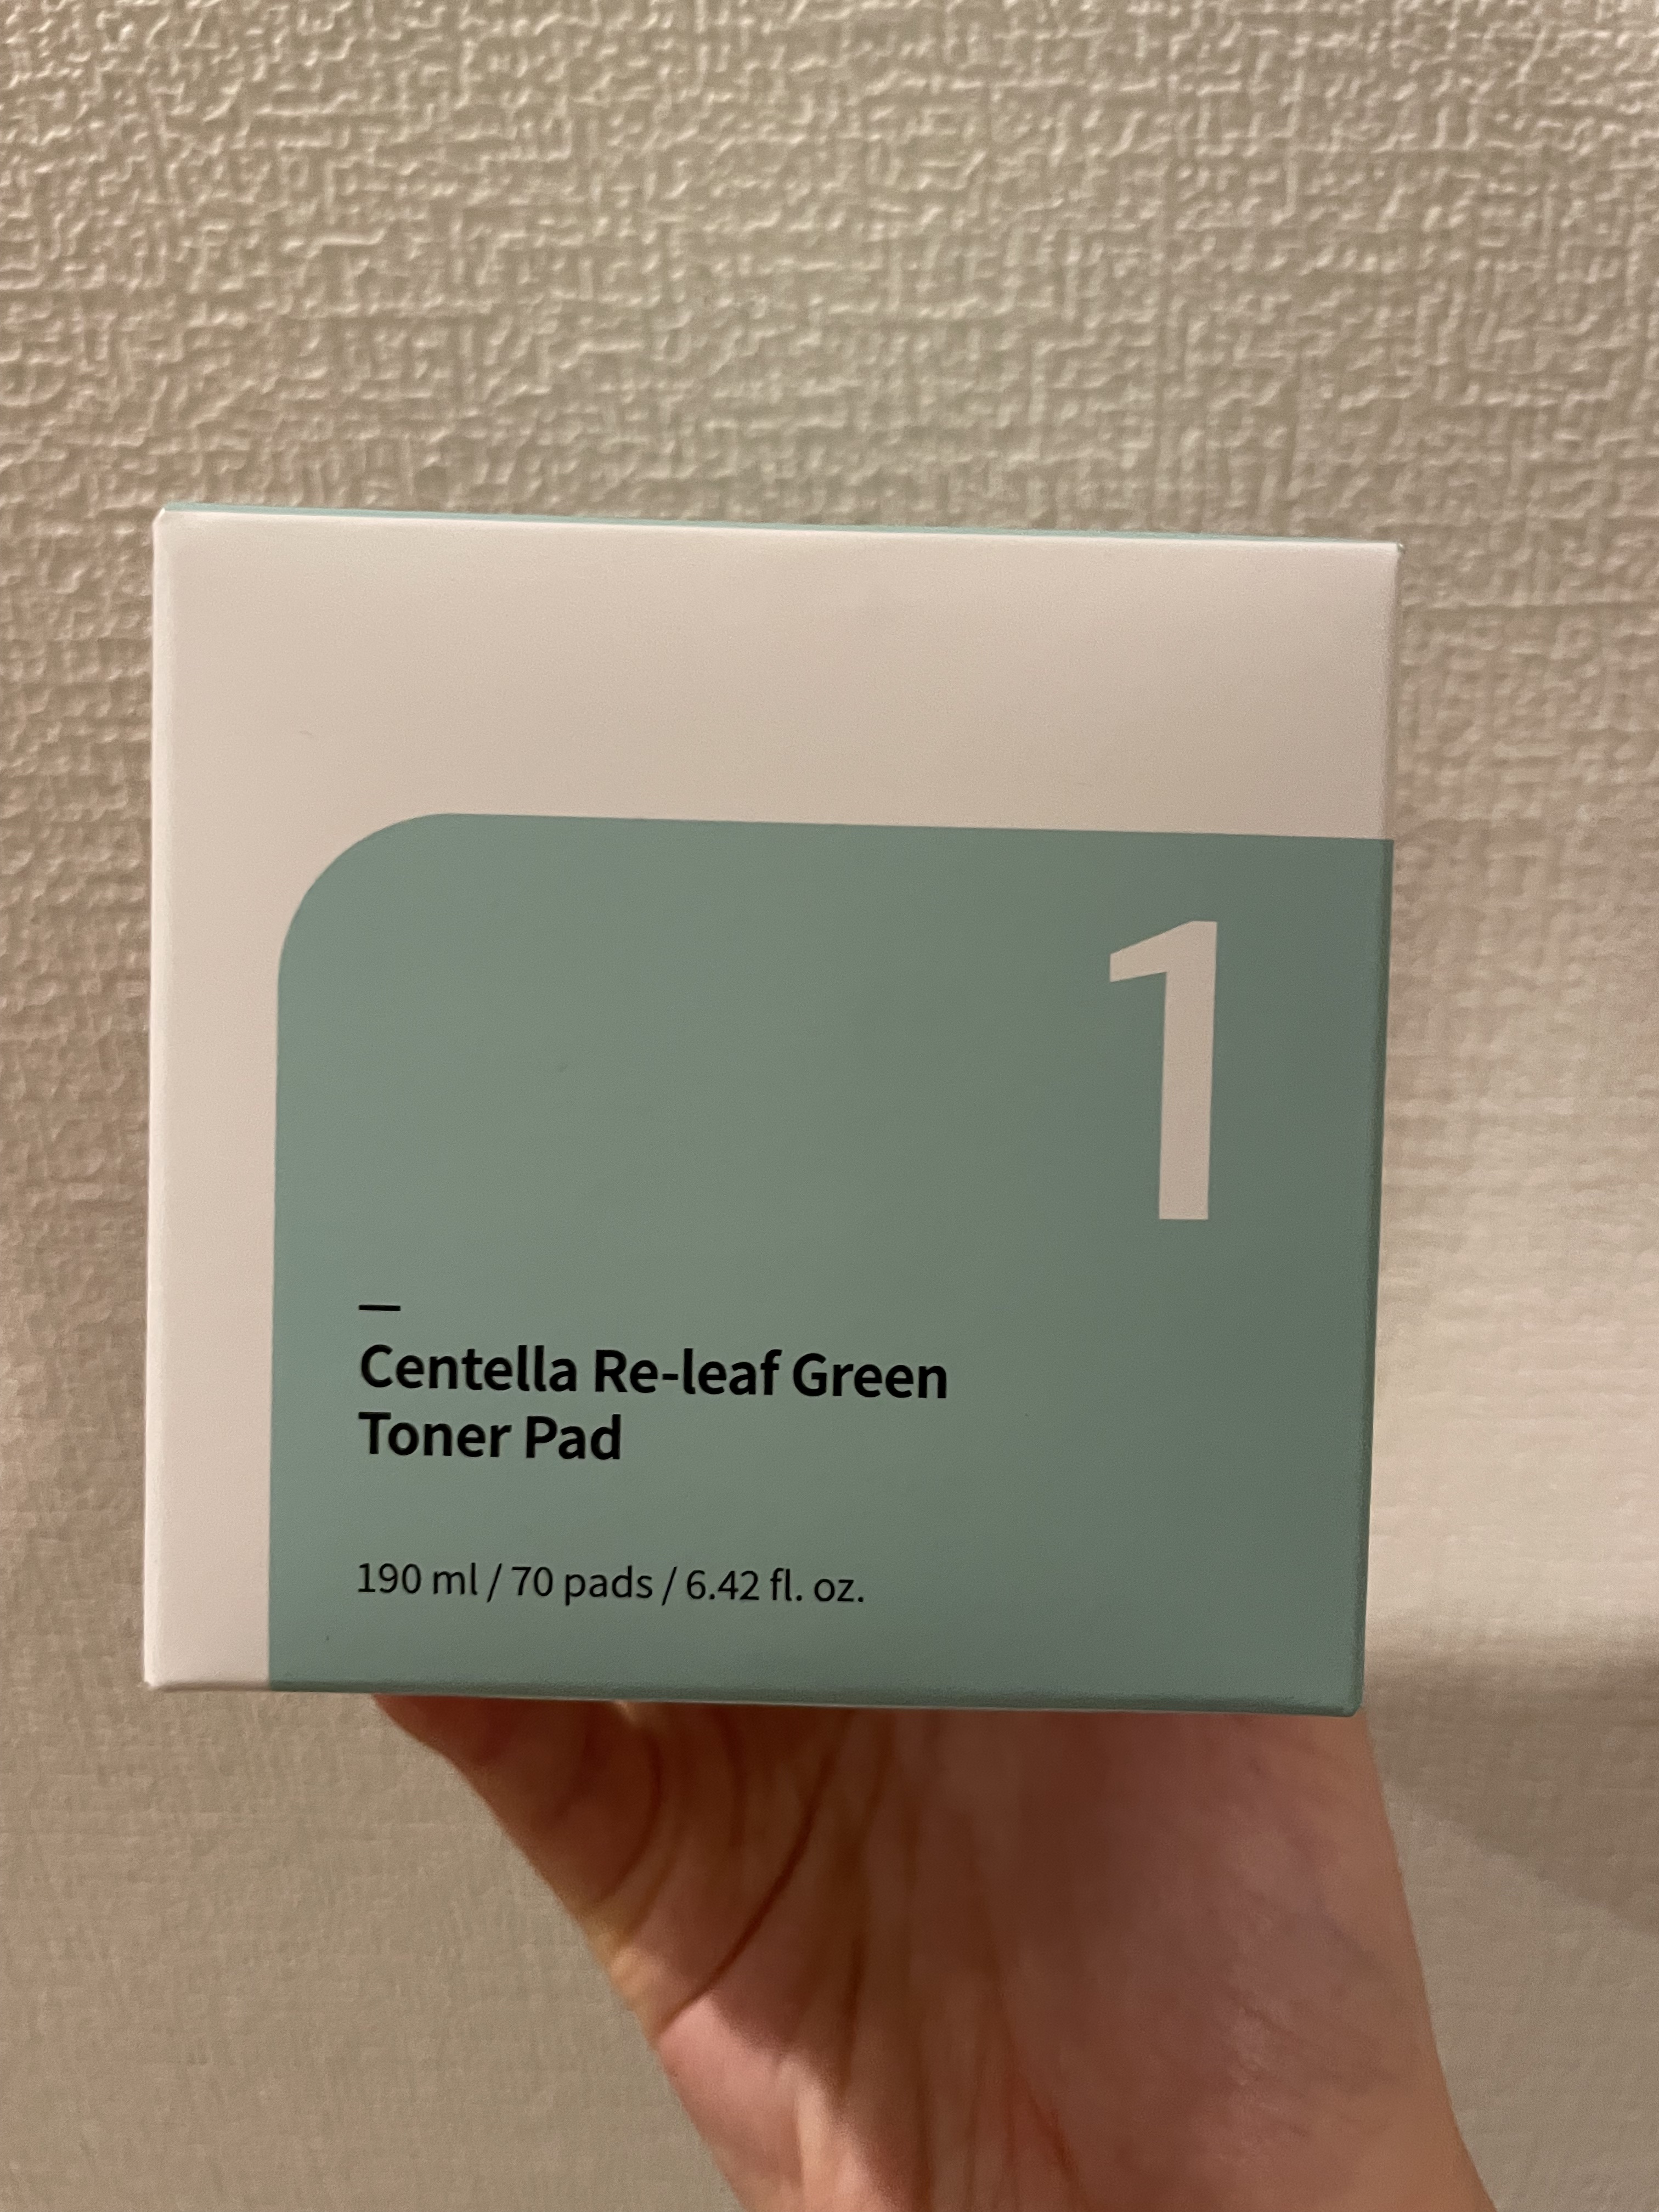 1
—
Centella Re-leaf Green
Toner Pad
190 ml / 70 pads / 6.42 fl. oz.